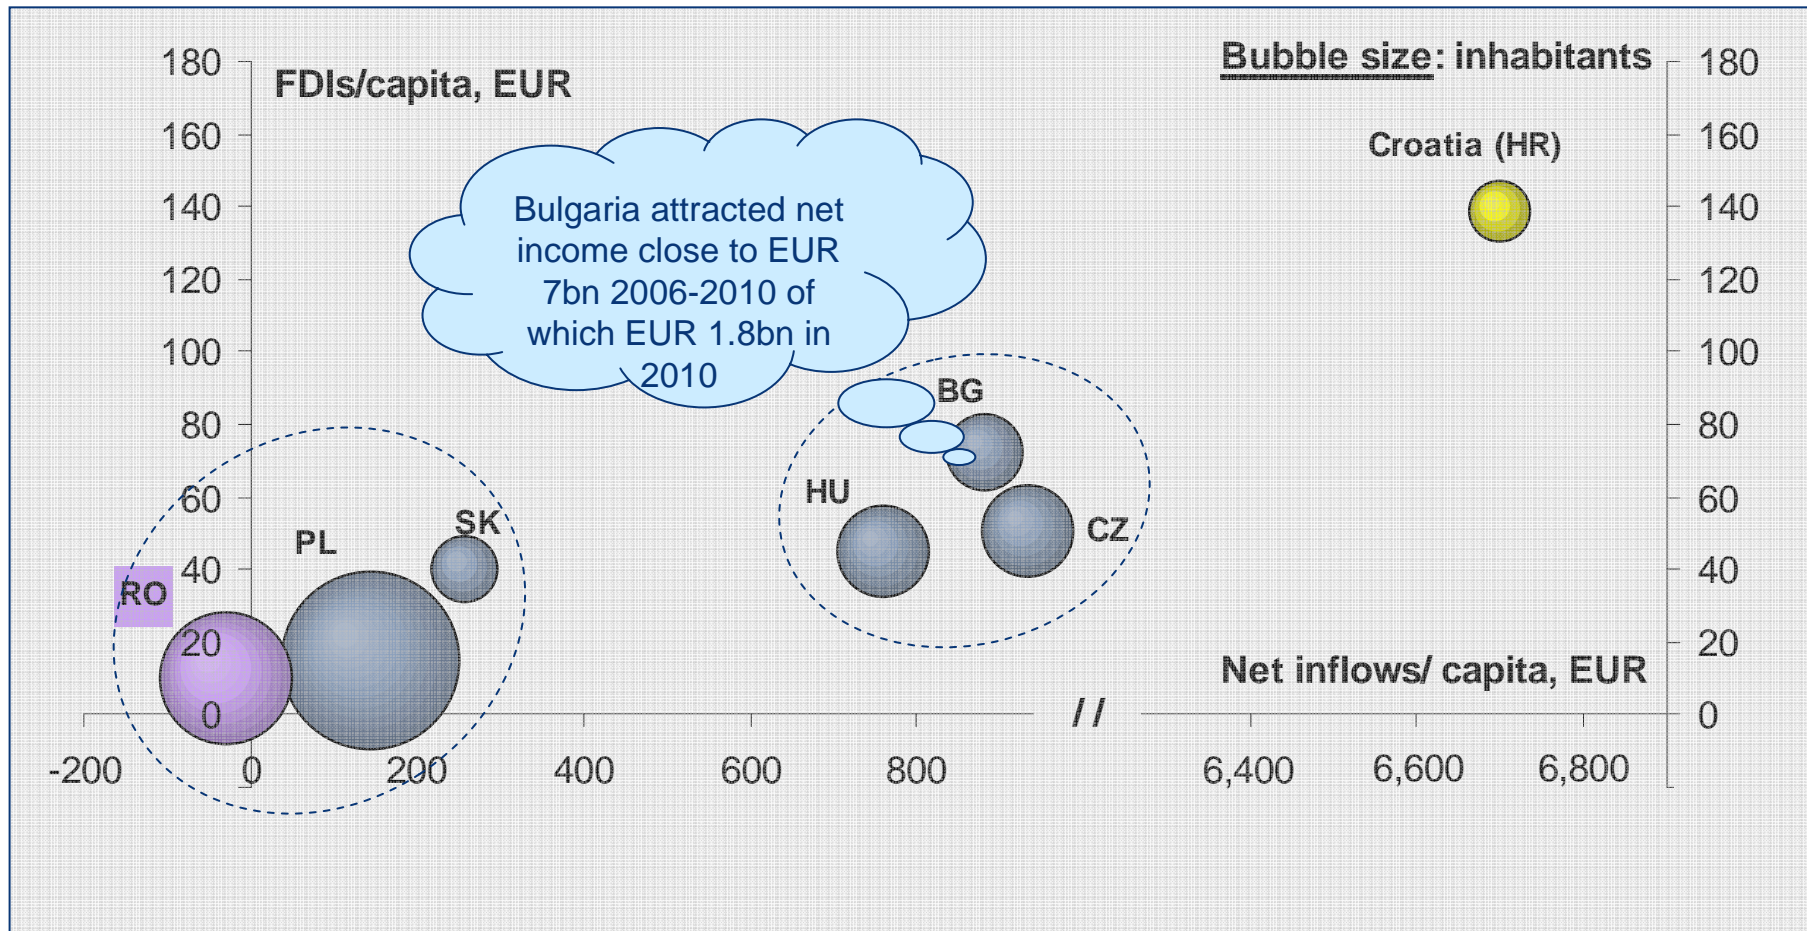 FDIs/capita, EUR
Bubble size: inhabitants
180
160
140
120
100
80
60
40
20
0
180
160
140
120
100
80
60
40
20
0
Croatia (HR)
Bulgaria attracted net
income close to EUR
7bn 2006-2010 of
which EUR 1.8bn in
2010
BG
HU
CZ
SK
PL
RO
Net inflows/ capita, EUR
//
-200 0 200 400 600 800 6,400 6,600 6,800